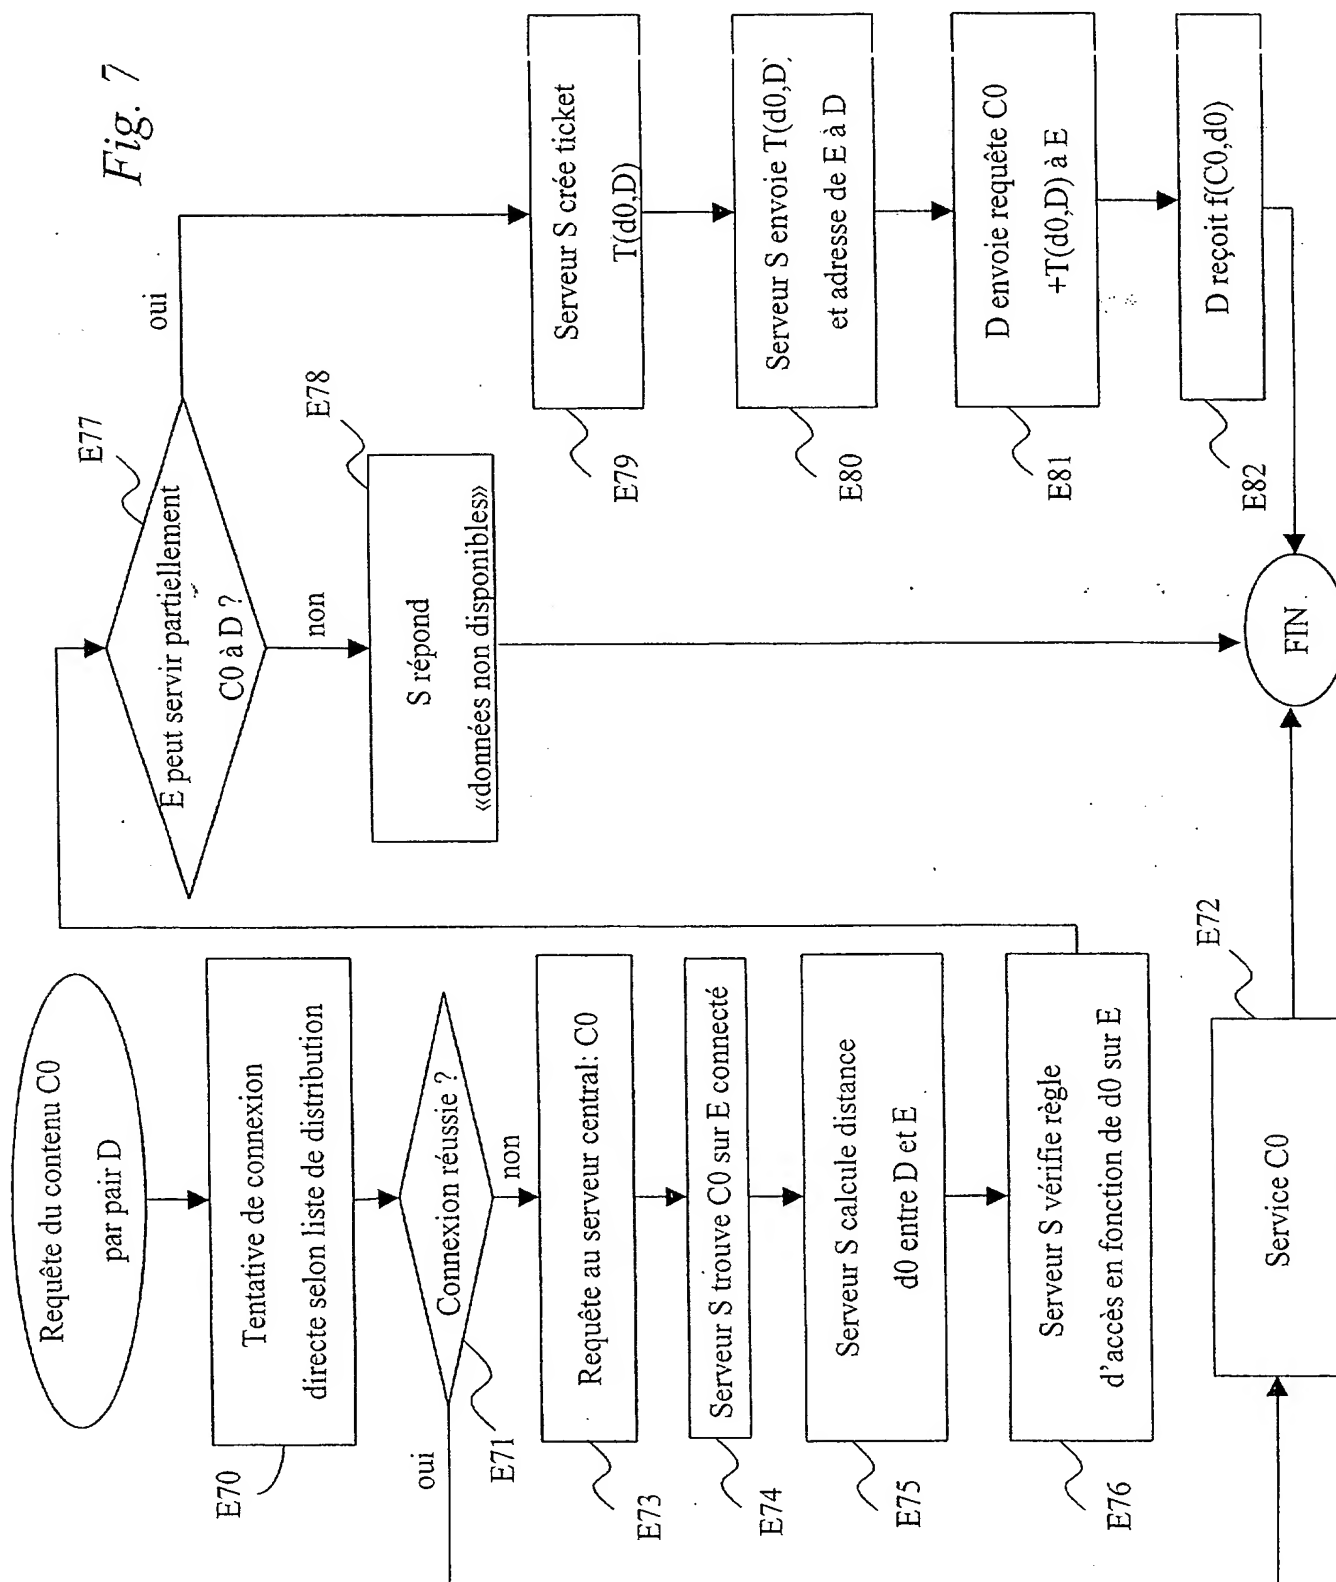 Fig. 7
Requête du contenu C0
par pair D
E70
Tentative de connexion
directe selon liste de distribution
E71
Connexion réussie ?
oui
non
E73
Requête au serveur central: C0
E74
Serveur S trouve C0 sur E connecté
E75
Serveur S calcule distance
d0 entre D et E
E76
Serveur S vérifie règle
d'accès en fonction de d0 sur E
E72
Service C0
E77
E peut servir partiellement
C0 à D ?
oui
non
E78
S répond
«données non disponibles»
E79
Serveur S crée ticket
T(d0,D)
E80
Serveur S envoie T(d0,D)
et adresse de E à D
E81
D envoie requête C0
+T(d0,D) à E
E82
D reçoit f(C0,d0)
FIN